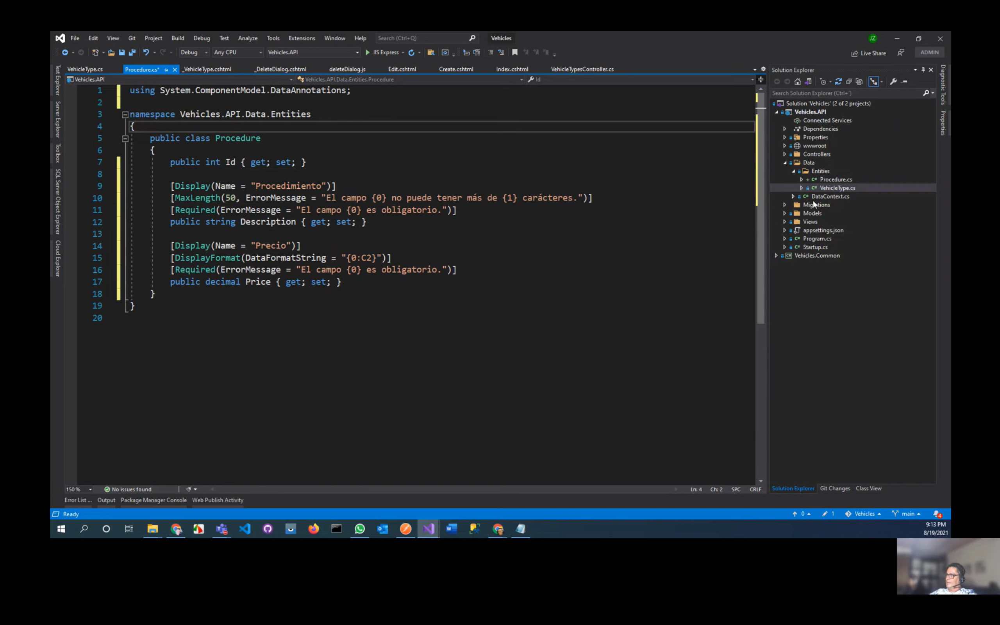 File Edit View Git Project Build Debug Test Analyze Tools Extensions Window Help Search (Ctrl+Q) Vehicles JZ
Debug Any CPU Vehicles.API IIS Express Live Share ADMIN
VehicleType.cs Procedure.cs* _VehicleType.cshtml _DeleteDialog.cshtml deleteDialog.js Edit.cshtml Create.cshtml Index.cshtml VehicleTypesController.cs
Vehicles.API Vehicles.API.Data.Entities.Procedure Id
1 using System.ComponentModel.DataAnnotations;
2
3 namespace Vehicles.API.Data.Entities
4 {
5 public class Procedure
6 {
7 public int Id { get; set; }
8
9 [Display(Name = "Procedimiento")]
10 [MaxLength(50, ErrorMessage = "El campo {0} no puede tener más de {1} carácteres.")]
11 [Required(ErrorMessage = "El campo {0} es obligatorio.")]
12 public string Description { get; set; }
13
14 [Display(Name = "Precio")]
15 [DisplayFormat(DataFormatString = "{0:C2}")]
16 [Required(ErrorMessage = "El campo {0} es obligatorio.")]
17 public decimal Price { get; set; }
18 }
19 }
20
Test Explorer
Server Explorer
Toolbox
SQL Server Object Explorer
Cloud Explorer
Solution Explorer
Search Solution Explorer (Ctrl+¨)
Solution 'Vehicles' (2 of 2 projects)
Vehicles.API
Connected Services
Dependencies
Properties
wwwroot
Controllers
Data
Entities
Procedure.cs
VehicleType.cs
DataContext.cs
Migrations
Models
Views
appsettings.json
Program.cs
Startup.cs
Vehicles.Common
Diagnostic Tools
Properties
150 % No issues found Ln: 4 Ch: 2 SPC CRLF
Solution Explorer Git Changes Class View
Error List ... Output Package Manager Console Web Publish Activity
Ready 0 1 Vehicles main 4
9:13 PM
8/19/2021